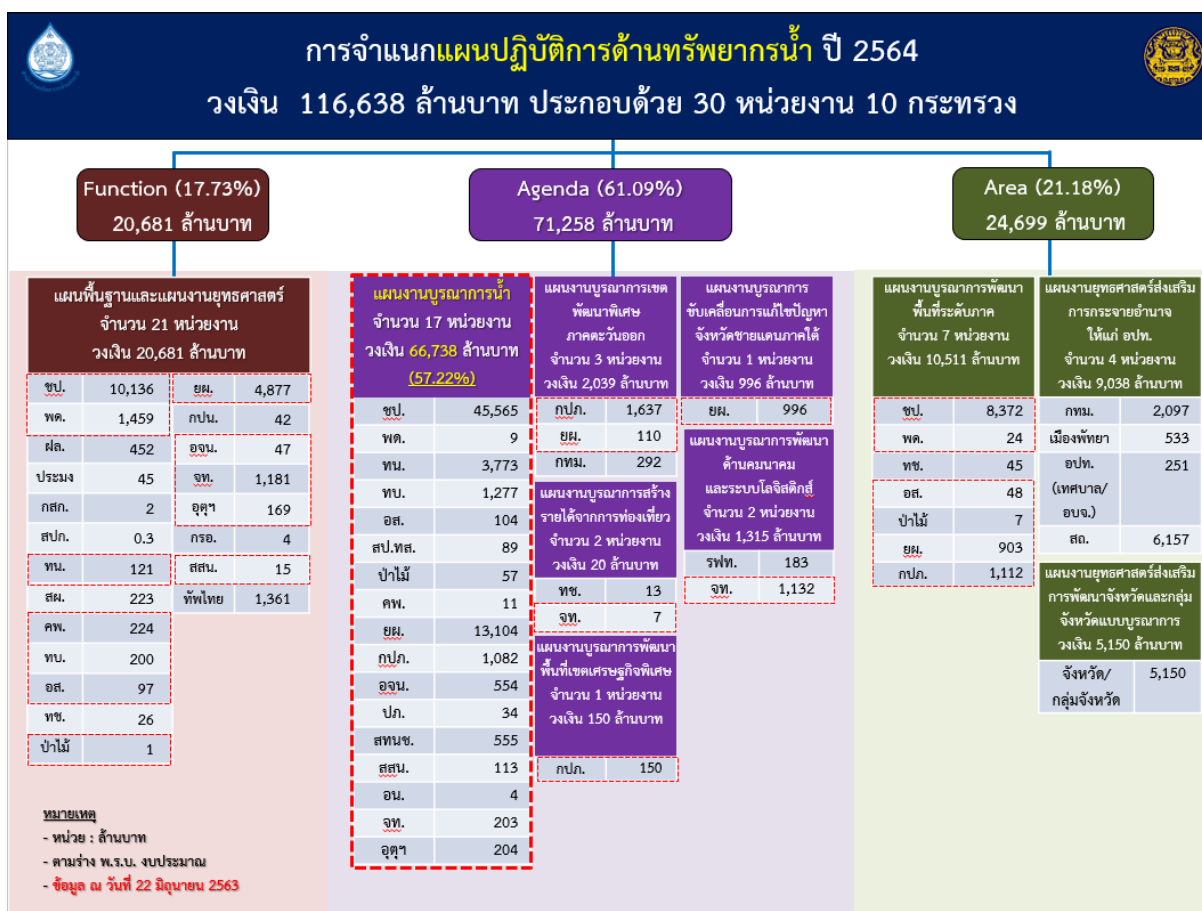 การจำแนกแผนปฏิบัติการด้านทรัพยากรน้ำ ปี 2564
วงเงิน 116,638 ล้านบาท ประกอบด้วย 30 หน่วยงาน 10 กระทรวง
Function (17.73%)
20,681 ล้านบาท
Agenda (61.09%)
71,258 ล้านบาท
Area (21.18%)
24,699 ล้านบาท
แผนพื้นฐานและแผนงานยุทธศาสตร์
จำนวน 21 หน่วยงาน
วงเงิน 20,681 ล้านบาท
ชป. 10,136
พด. 1,459
ฝล. 452
ประมง 45
กสก. 2
สปก. 0.3
ทน. 121
สผ. 223
คพ. 224
ทบ. 200
อส. 97
ทช. 26
ป่าไม้ 1
ยผ. 4,877
กปน. 42
อจน. 47
จท. 1,181
อุตุฯ 169
กรอ. 4
สสน. 15
ทัพไทย 1,361
หมายเหตุ
- หน่วย : ล้านบาท
- ตามร่าง พ.ร.บ. งบประมาณ
- ข้อมูล ณ วันที่ 22 มิถุนายน 2563
แผนงานบูรณาการน้ำ
จำนวน 17 หน่วยงาน
วงเงิน 66,738 ล้านบาท
(57.22%)
ชป. 45,565
พด. 9
ทน. 3,773
ทบ. 1,277
อส. 104
สป.ทส. 89
ป่าไม้ 57
คพ. 11
ยผ. 13,104
กปภ. 1,082
อจน. 554
ปภ. 34
สทนช. 555
สสน. 113
อน. 4
จท. 203
อุตุฯ 204
แผนงานบูรณาการเขต
พัฒนาพิเศษ
ภาคตะวันออก
จำนวน 3 หน่วยงาน
วงเงิน 2,039 ล้านบาท
กปภ. 1,637
ยผ. 110
กทม. 292
แผนงานบูรณาการสร้าง
รายได้จากการท่องเที่ยว
จำนวน 2 หน่วยงาน
วงเงิน 20 ล้านบาท
ทช. 13
จท. 7
แผนงานบูรณาการพัฒนา
พื้นที่เขตเศรษฐกิจพิเศษ
จำนวน 1 หน่วยงาน
วงเงิน 150 ล้านบาท
กปภ. 150
แผนงานบูรณาการ
ขับเคลื่อนการแก้ไขปัญหา
จังหวัดชายแดนภาคใต้
จำนวน 1 หน่วยงาน
วงเงิน 996 ล้านบาท
ยผ. 996
แผนงานบูรณาการพัฒนา
ด้านคมนาคม
และระบบโลจิสติกส์
จำนวน 2 หน่วยงาน
วงเงิน 1,315 ล้านบาท
รฟท. 183
จท. 1,132
แผนงานบูรณาการพัฒนา
พื้นที่ระดับภาค
จำนวน 7 หน่วยงาน
วงเงิน 10,511 ล้านบาท
ชป. 8,372
พด. 24
ทช. 45
อส. 48
ป่าไม้ 7
ยผ. 903
กปภ. 1,112
แผนงานยุทธศาสตร์ส่งเสริม
การกระจายอำนาจ
ให้แก่ อปท.
จำนวน 4 หน่วยงาน
วงเงิน 9,038 ล้านบาท
กทม. 2,097
เมืองพัทยา 533
อปท. 251
(เทศบาล/
อบจ.)
สถ. 6,157
แผนงานยุทธศาสตร์ส่งเสริม
การพัฒนาจังหวัดและกลุ่ม
จังหวัดแบบบูรณาการ
วงเงิน 5,150 ล้านบาท
จังหวัด/ 5,150
กลุ่มจังหวัด